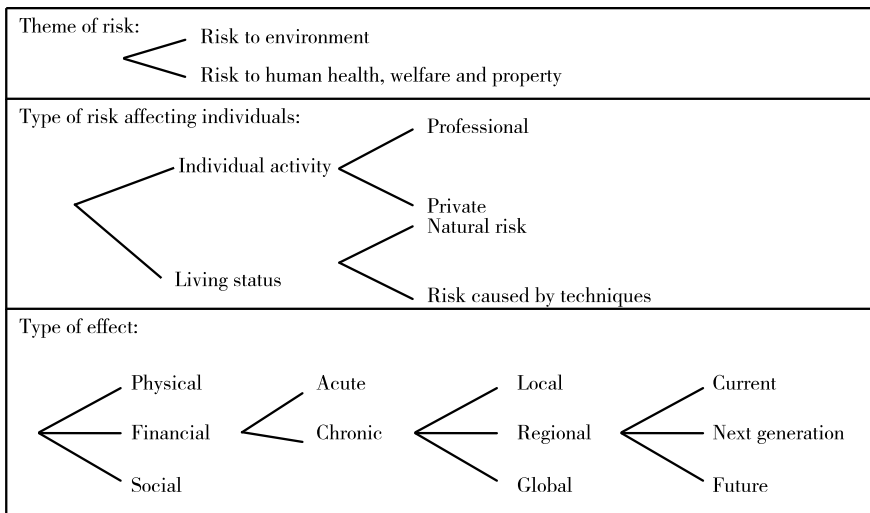 Theme of risk:
Risk to environment
Risk to human health, welfare and property
Type of risk affecting individuals:
Professional
Individual activity
Private
Natural risk
Living status
Risk caused by techniques
Type of effect:
Physical
Acute
Local
Current
Financial
Chronic
Regional
Next generation
Social
Global
Future